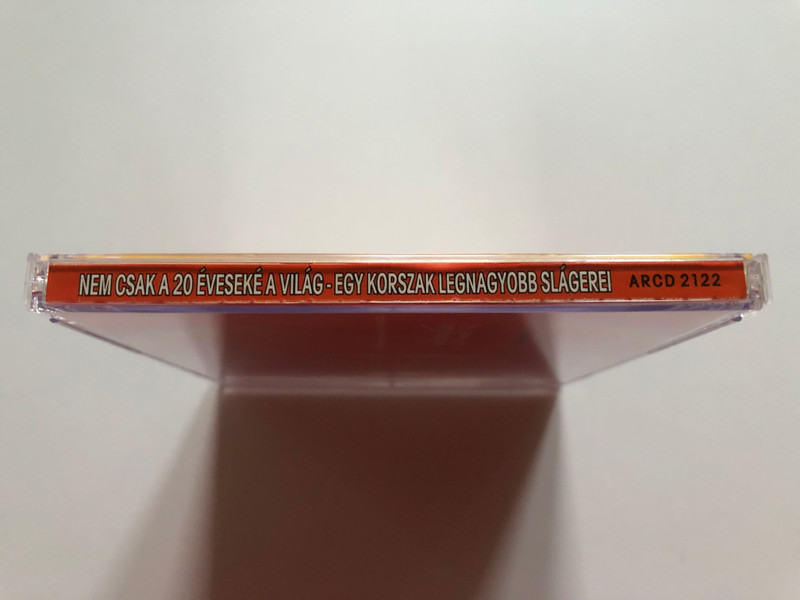 NEM CSAK A 20 ÉVESEKÉ A VILÁG - EGY KORSZAK LEGNAGYOBB SLÁGEREI ARCD 2122